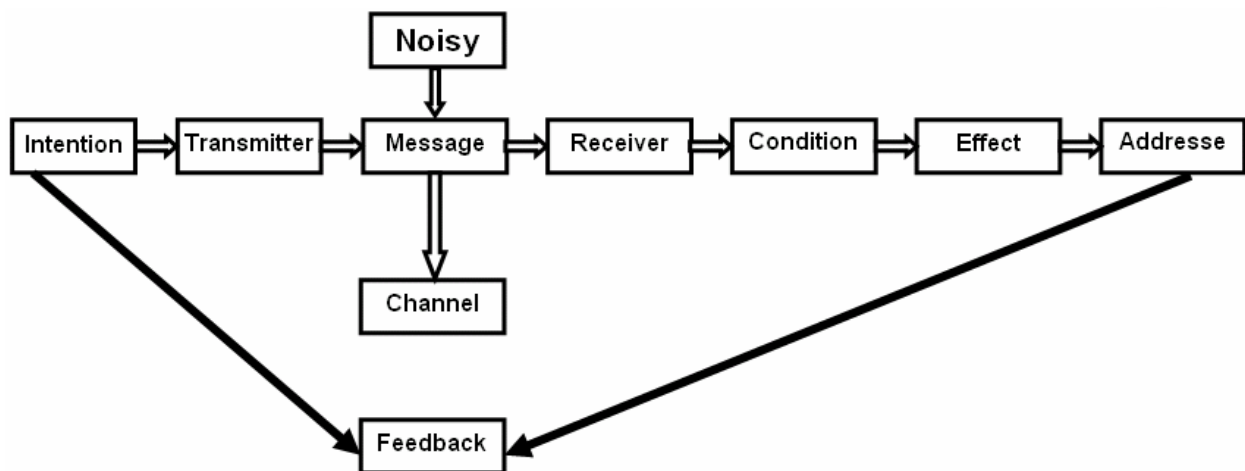 Noisy
Intention
Transmitter
Message
Receiver
Condition
Effect
Addresse
Channel
Feedback